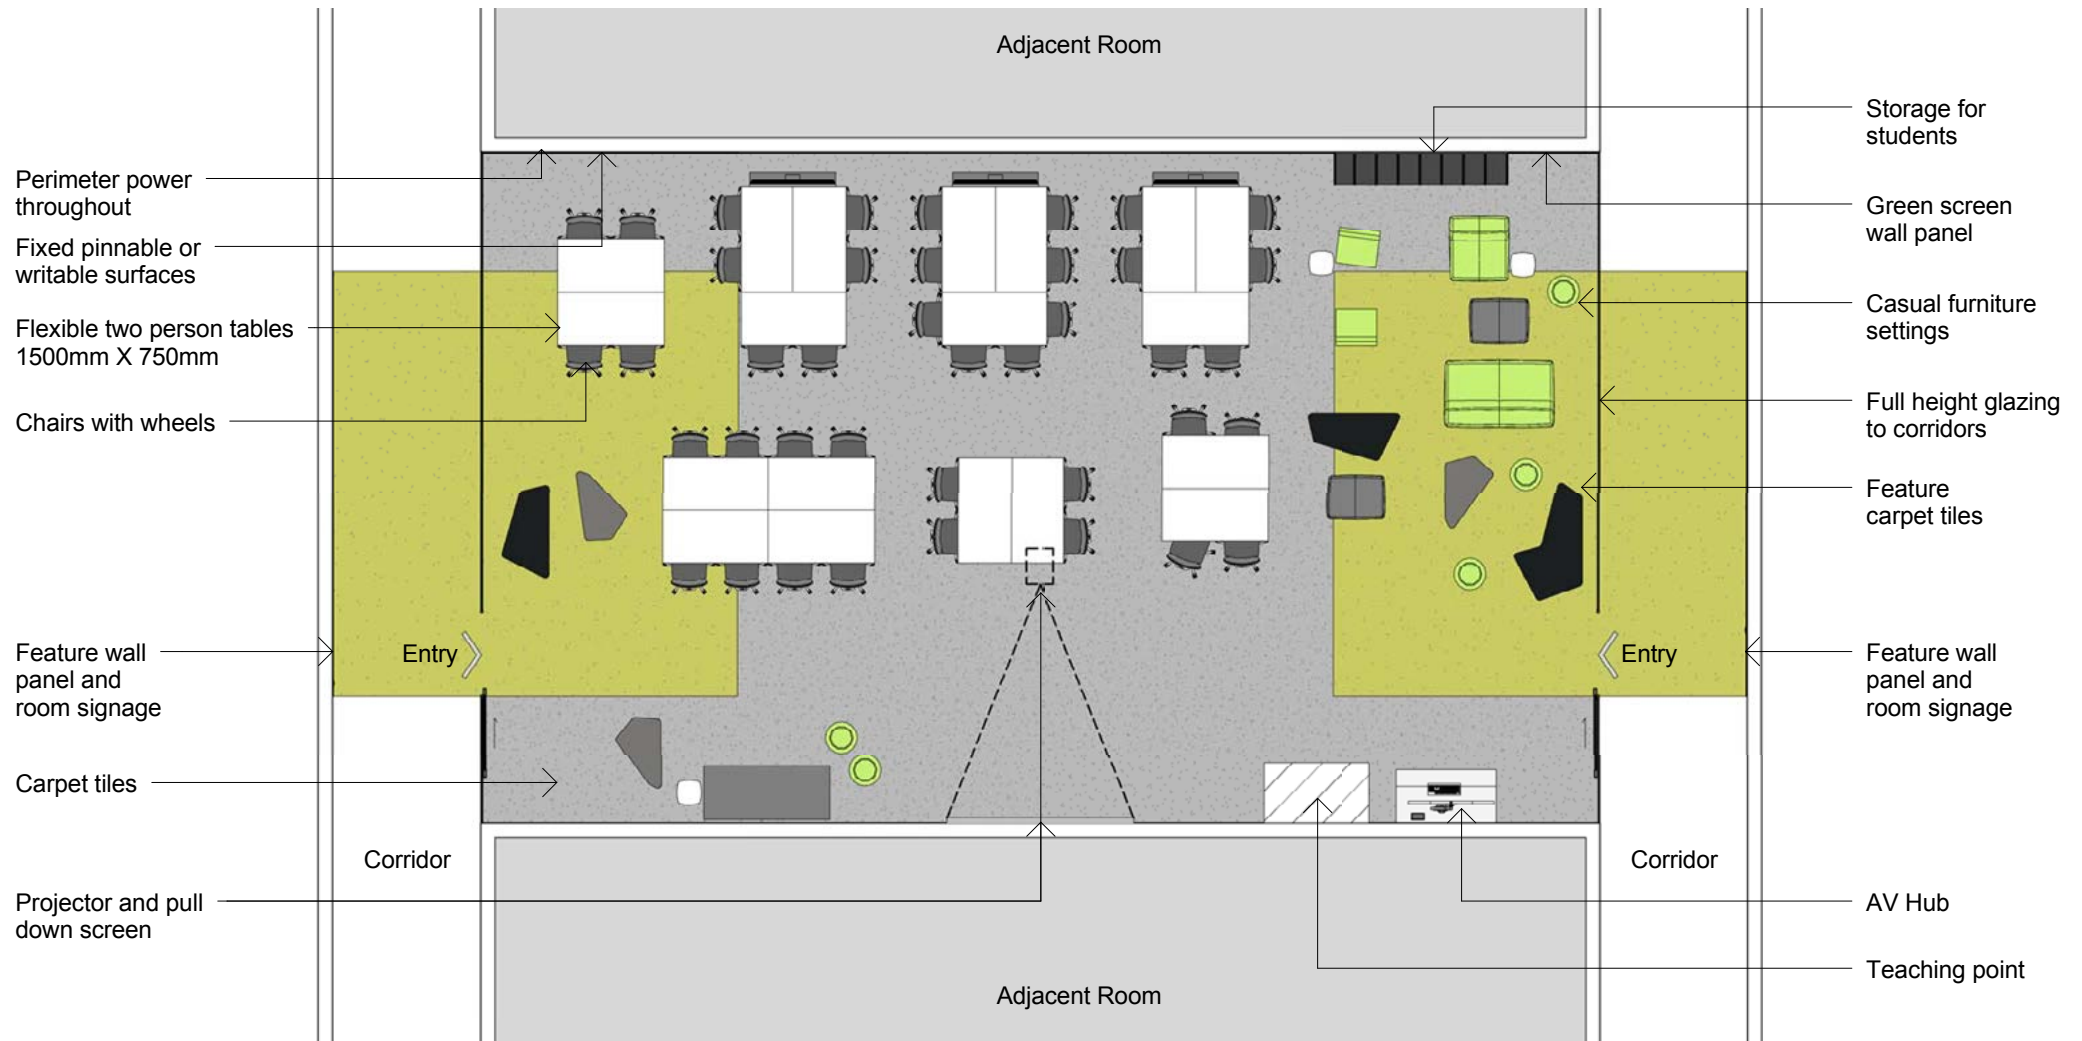 Adjacent Room
Perimeter power
throughout
Fixed pinnable or
writable surfaces
Flexible two person tables
1500mm X 750mm
Chairs with wheels
Feature wall
panel and
room signage
Carpet tiles
Projector and pull
down screen
Entry
Corridor
Storage for
students
Green screen
wall panel
Casual furniture
settings
Full height glazing
to corridors
Feature
carpet tiles
Entry
Feature wall
panel and
room signage
Corridor
AV Hub
Teaching point
Adjacent Room